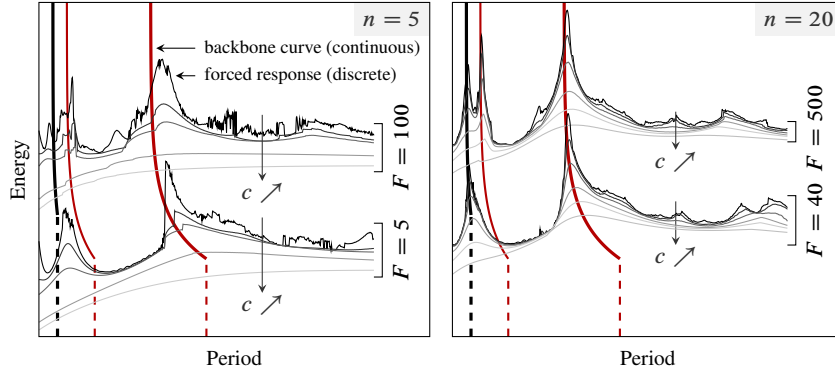 n = 5
n = 20
backbone curve (continuous)
forced response (discrete)
Energy
F = 100
F = 5
c ↗
c ↗
F = 500
F = 40
c ↗
c ↗
Period
Period